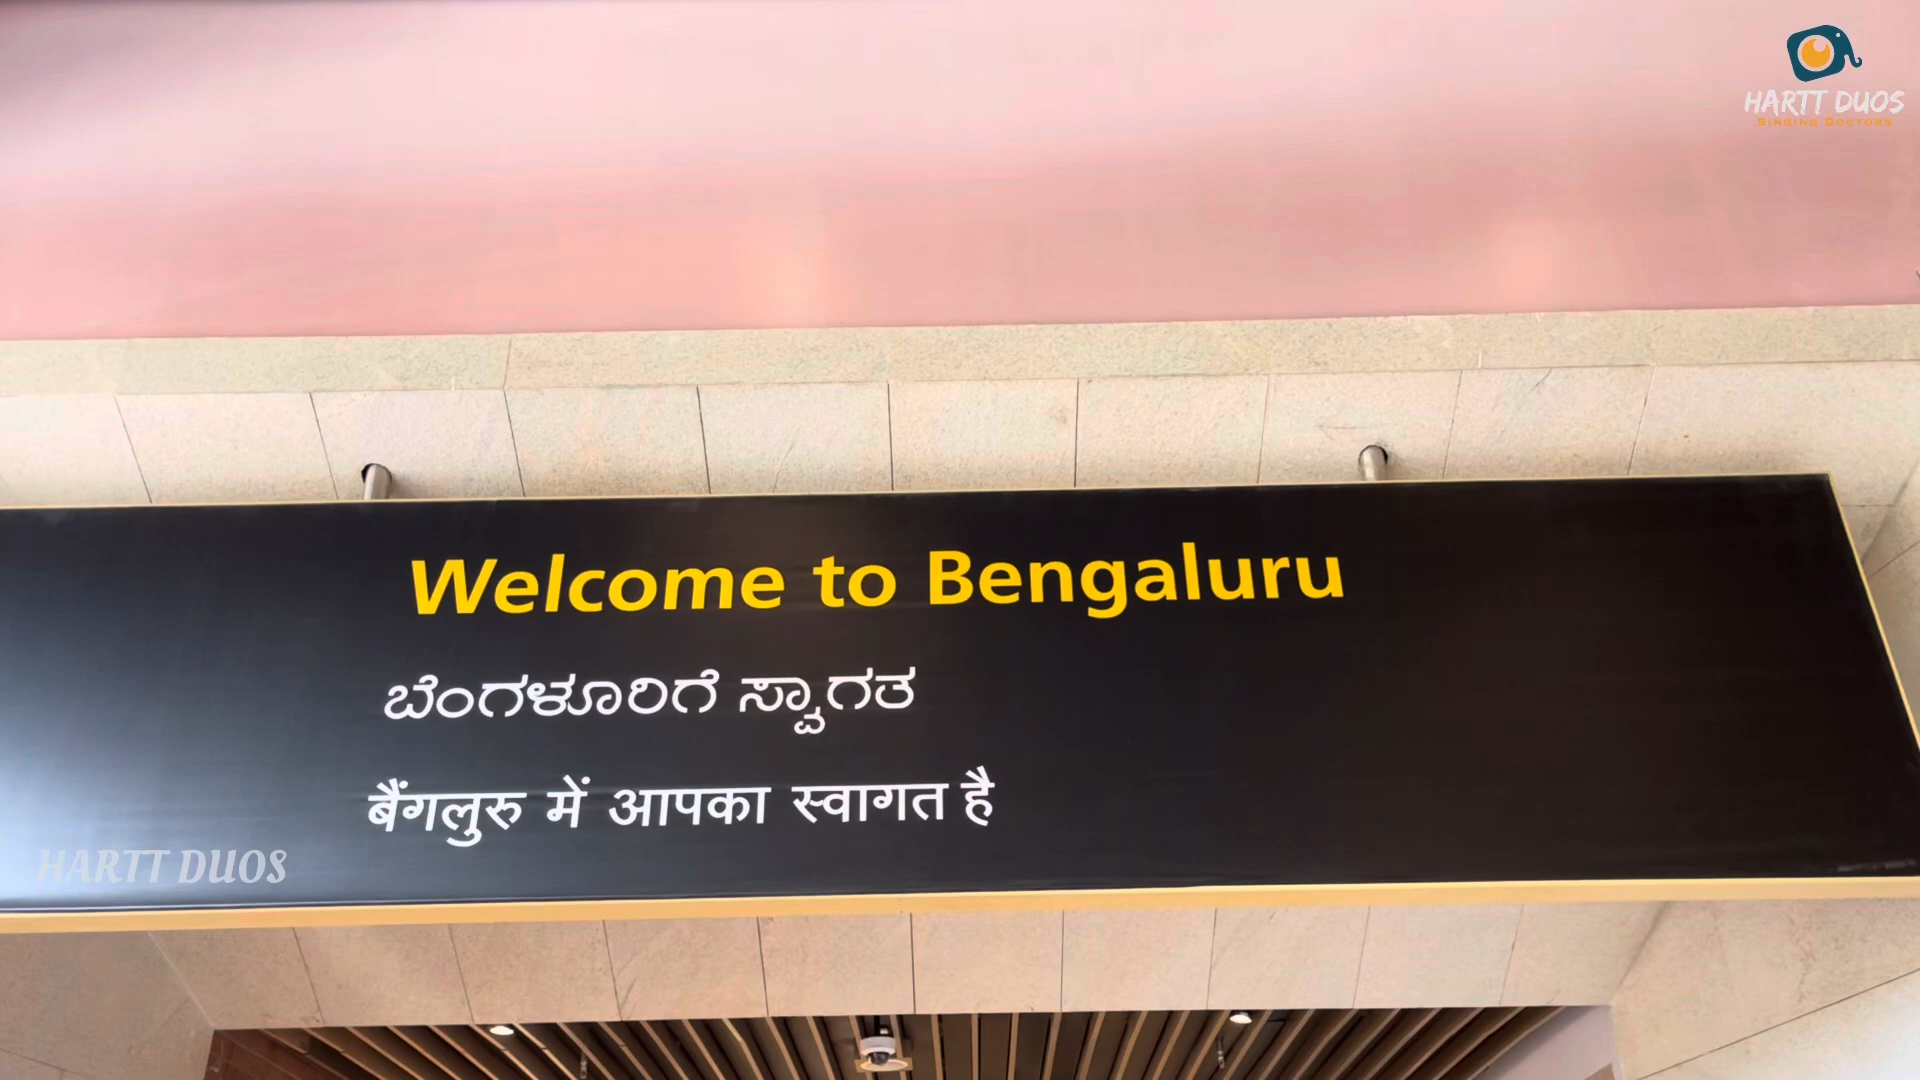 HARTT DUOS
SINGING DOCTORS
Welcome to Bengaluru
ಬೆಂಗಳೂರಿಗೆ ಸ್ವಾಗತ
बैंगलुरु में आपका स्वागत है
HARTT DUOS